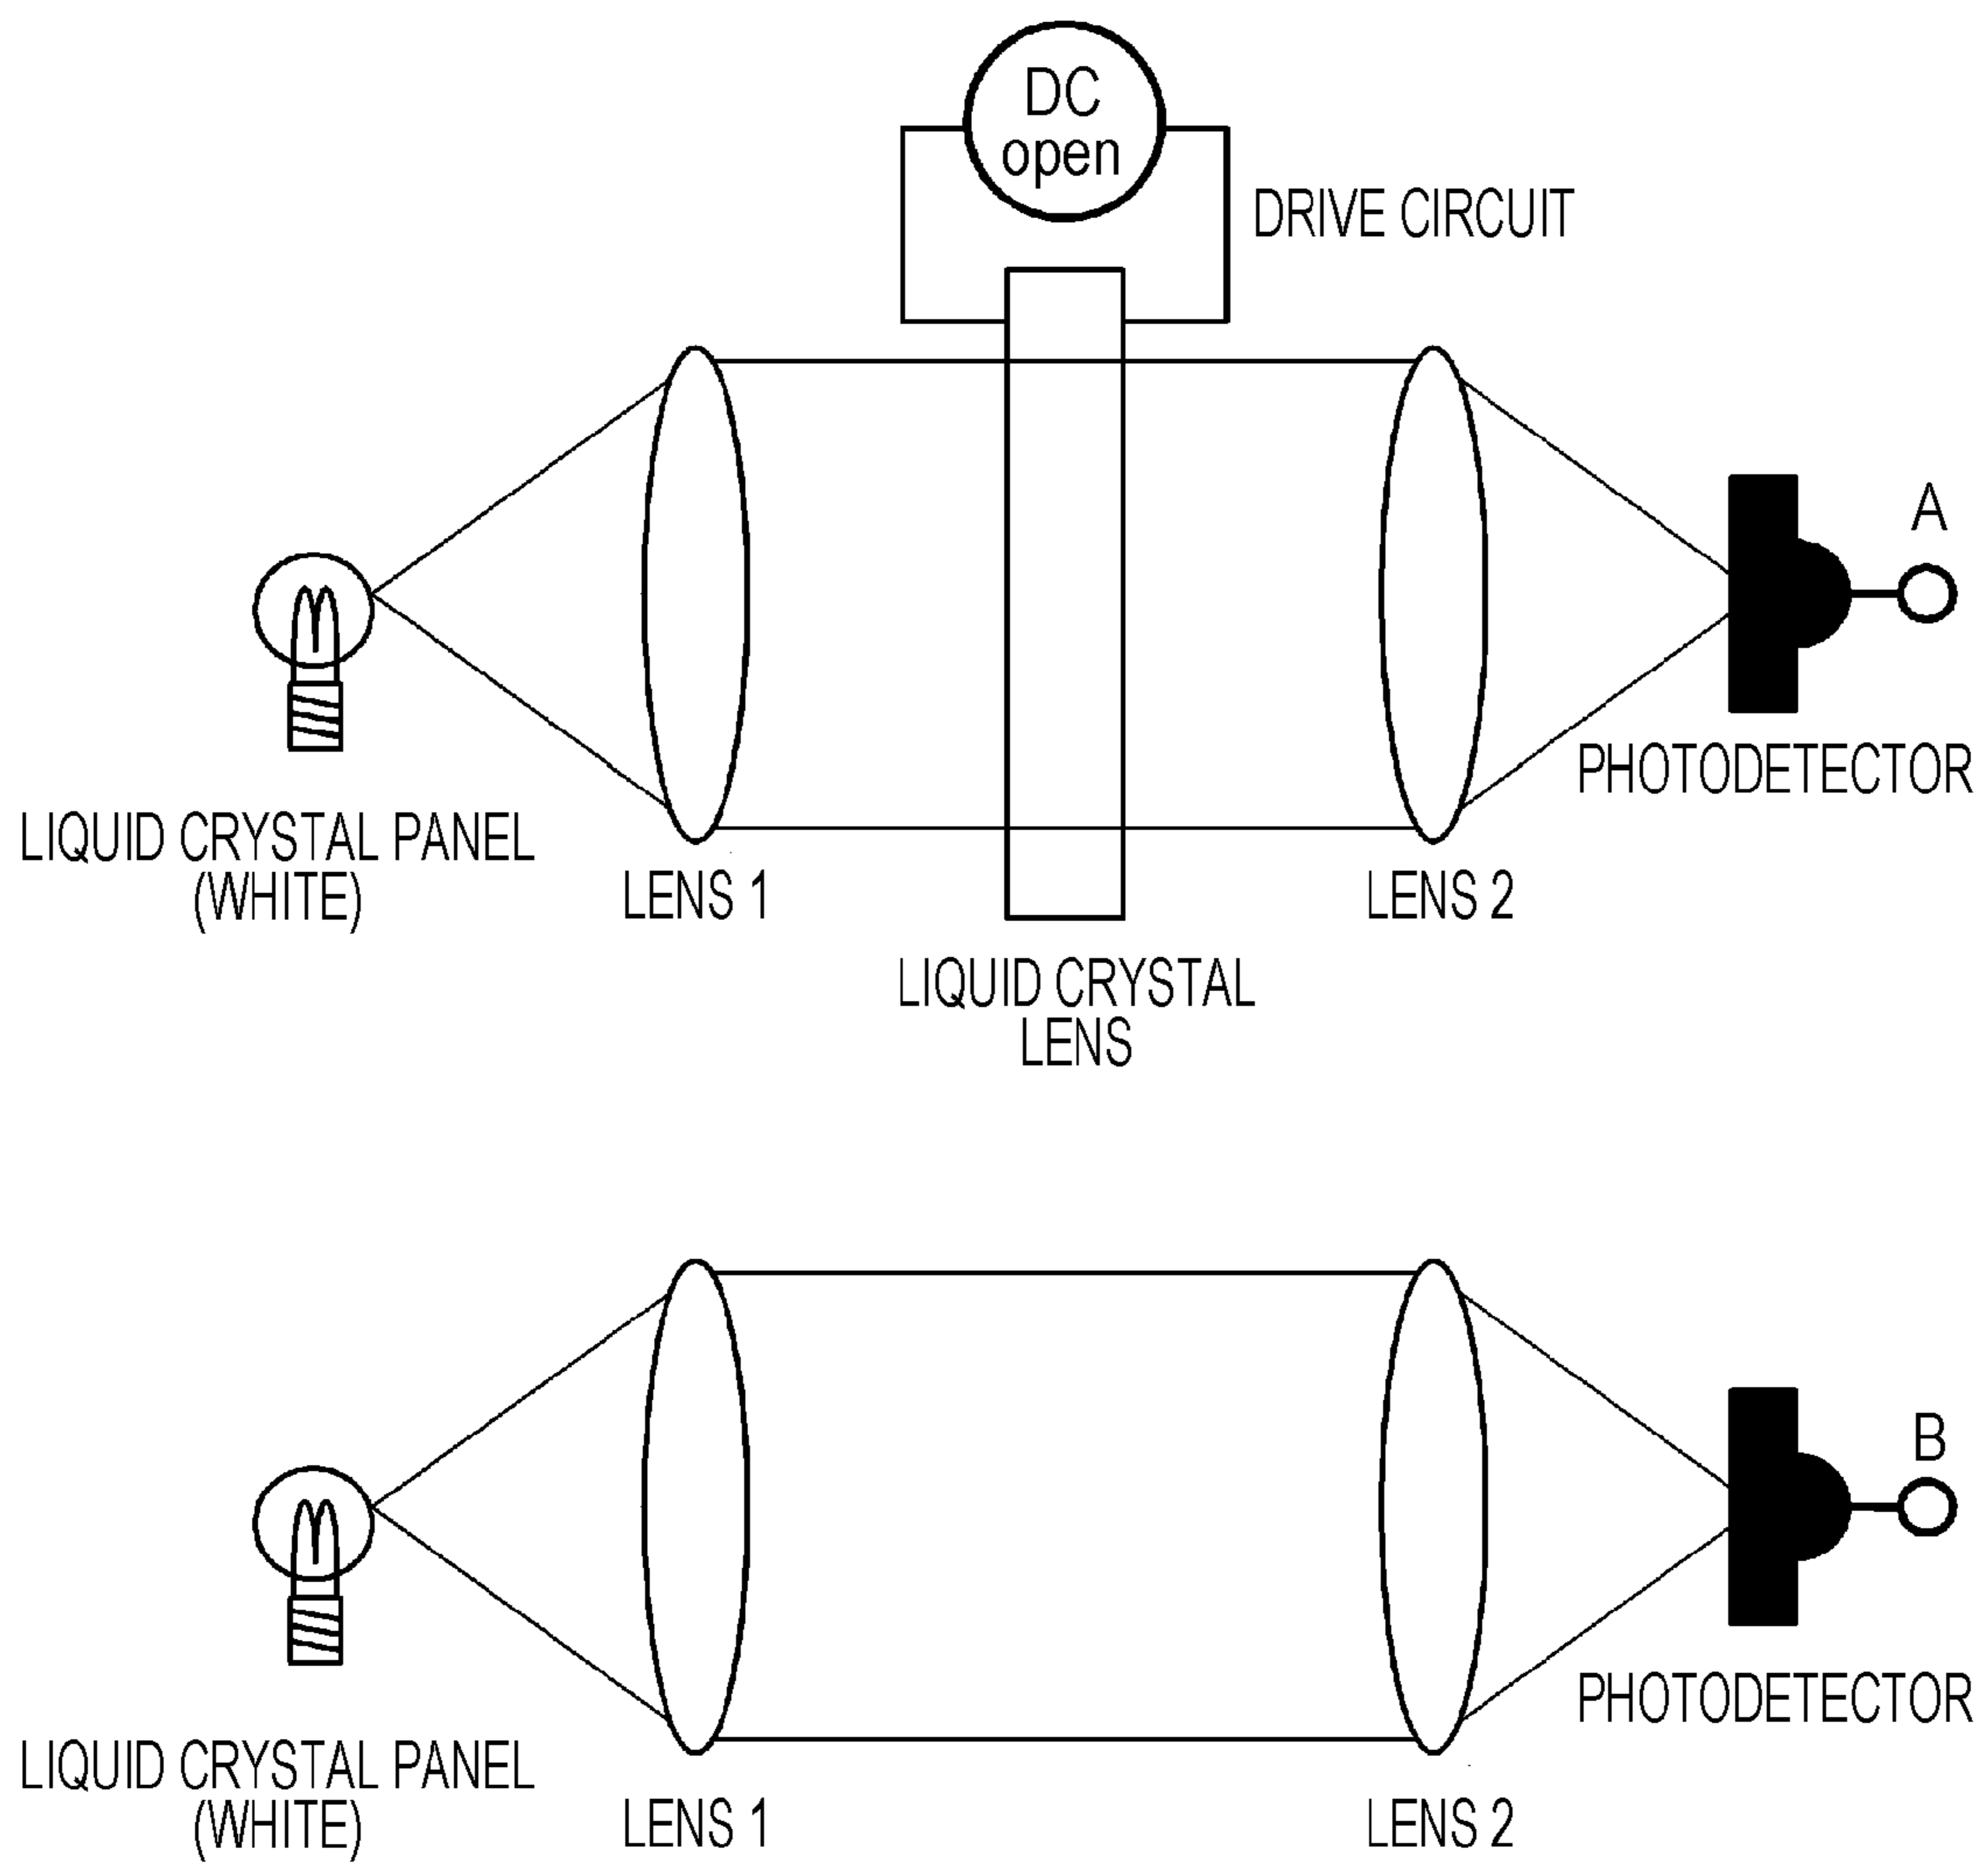 DC
open
DRIVE CIRCUIT
A
PHOTODETECTOR
LIQUID CRYSTAL PANEL
(WHITE)
LENS 1
LENS 2
LIQUID CRYSTAL
LENS
B
PHOTODETECTOR
LIQUID CRYSTAL PANEL
(WHITE)
LENS 1
LENS 2